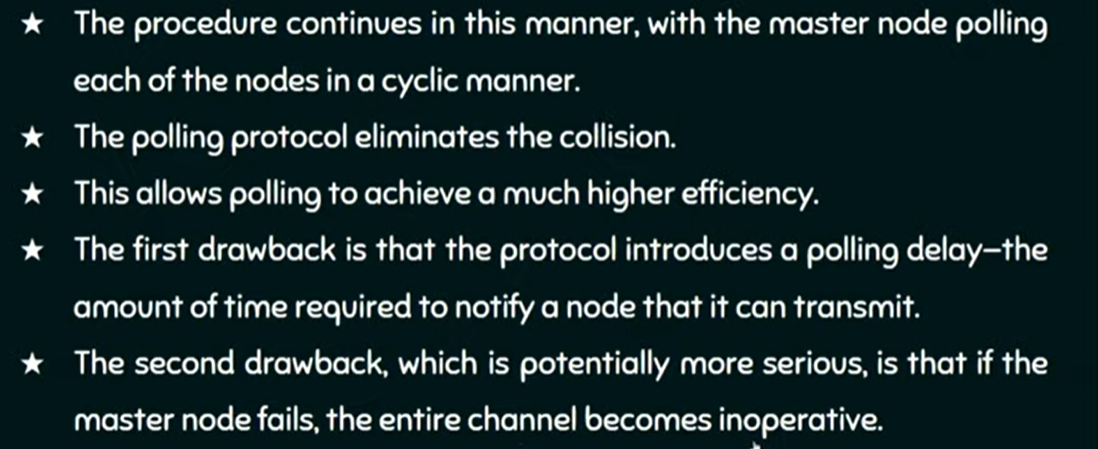 ★ The procedure continues in this manner, with the master node polling
each of the nodes in a cyclic manner.
★ The polling protocol eliminates the collision.
★ This allows polling to achieve a much higher efficiency.
★ The first drawback is that the protocol introduces a polling delay–the
amount of time required to notify a node that it can transmit.
★ The second drawback, which is potentially more serious, is that if the
master node fails, the entire channel becomes inoperative.